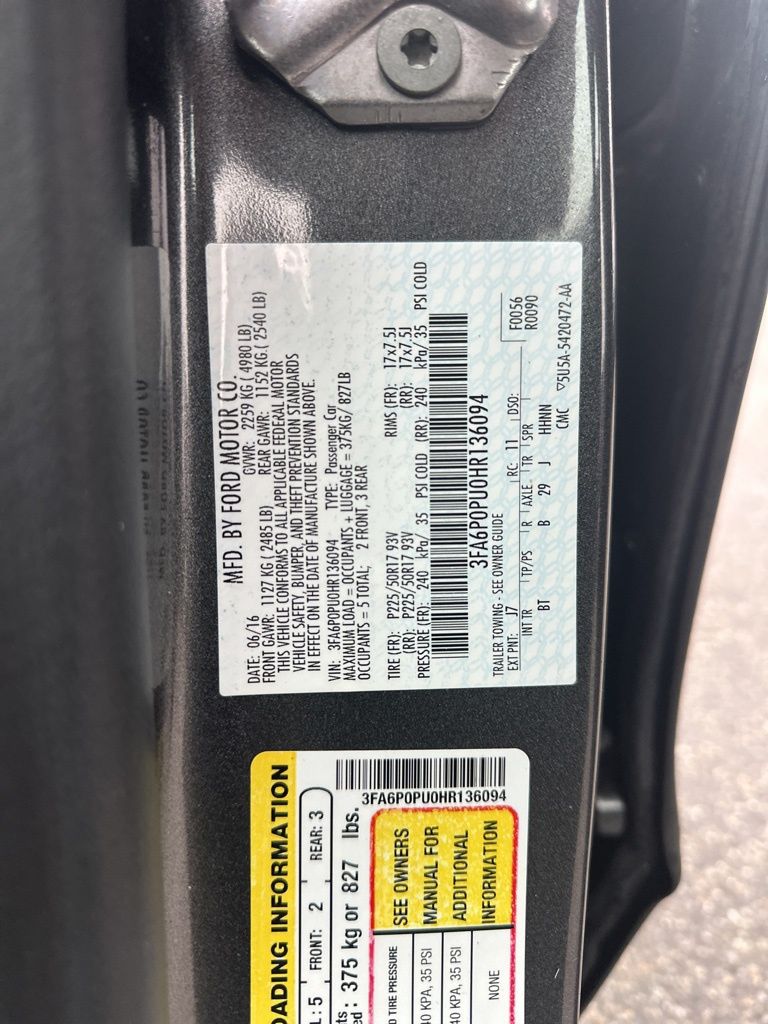 MFD. BY FORD MOTOR CO.
DATE: 06/16 GVWR: 2259 KG ( 4980 LB)
FRONT GAWR: 1127 KG ( 2485 LB) REAR GAWR: 1152 KG ( 2540 LB)
THIS VEHICLE CONFORMS TO ALL APPLICABLE FEDERAL MOTOR
VEHICLE SAFETY, BUMPER, AND THEFT PREVENTION STANDARDS
IN EFFECT ON THE DATE OF MANUFACTURE SHOWN ABOVE.
VIN: 3FA6P0PU0HR136094 TYPE: Passenger Car
MAXIMUM LOAD = OCCUPANTS + LUGGAGE = 375KG/ 827LB
OCCUPANTS = 5 TOTAL; 2 FRONT, 3 REAR
TIRE (FR): P225/50R17 93V RIMS (FR): 17x7.5J
(RR): P225/50R17 93V (RR): 17x7.5J
PRESSURE (FR): 240 kPa/ 35 PSI COLD (RR): 240 kPa/ 35 PSI COLD
3FA6P0PU0HR136094
TRAILER TOWING - SEE OWNER GUIDE
F0056
R0090
EXT PNT: J7 RC: 11 DSO:
INT TR TP/PS R AXLE TR SPR
BT B 29 J HHNN
CMC 5U5A-5420472-AA
ADING INFORMATION
L: 5 FRONT: 2 REAR: 3
ed : 375 kg or 827 lbs.
3FA6P0PU0HR136094
TIRE PRESSURE
40 KPA, 35 PSI
40 KPA, 35 PSI
NONE
SEE OWNERS
MANUAL FOR
ADDITIONAL
INFORMATION